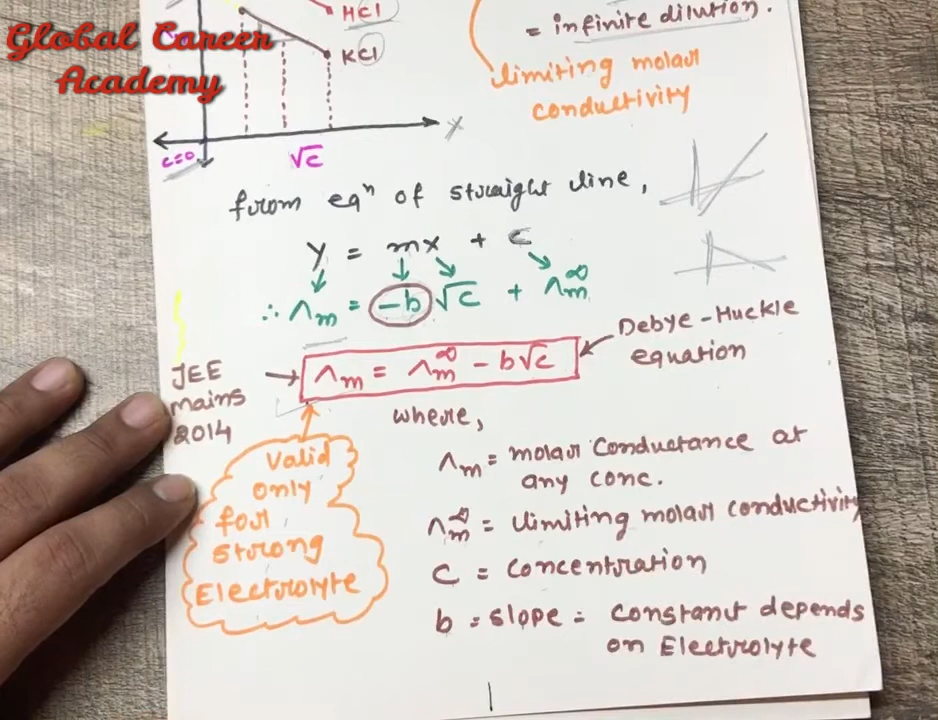 Global Career
Academy
HCl
KCl
= infinite dilution.
limiting molar
conductivity
X
c=0
√c
from eqⁿ of straight line,
y = mx + c
∴ Λm = -b √c + Λm^∞
Debye-Huckle
equation
JEE
Mains
2014
Λm = Λm^∞ - b√c
where,
Valid
only
for
strong
Electrolyte
Λm = molar conductance at
any conc.
Λm^∞ = limiting molar conductivity
C = concentration
b = slope = constant depends
on Electrolyte